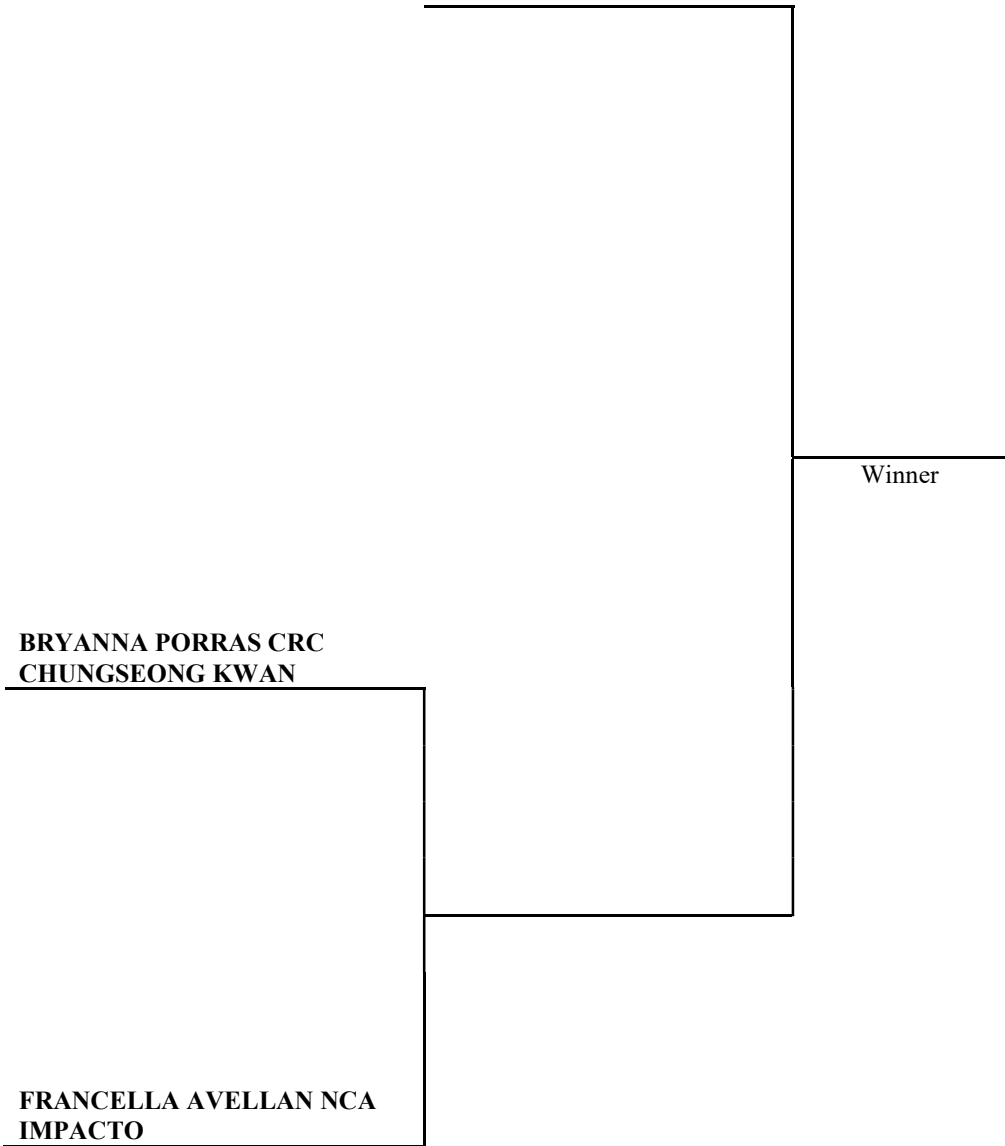 Winner
BRYANNA PORRAS CRC
CHUNGSEONG KWAN
FRANCELLA AVELLAN NCA
IMPACTO